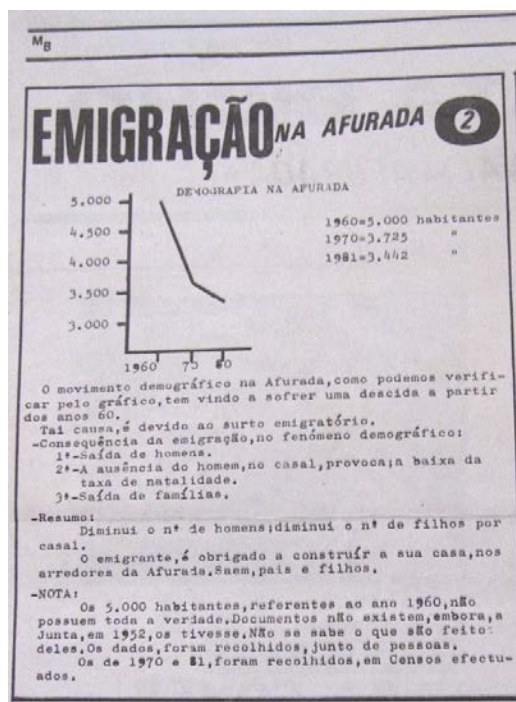 MB
EMIGRAÇÃO NA AFURADA 2
DEMOGRAFIA NA AFURADA
5.000
4.500
4.000
3.500
3.000
1960 75 80
1960=5.000 habitantes
1970=3.725 "
1981=3.442 "
O movimento demográfico na Afurada,como podemos verifi-
car pelo gráfico,tem vindo a sofrer uma descida a partir
dos anos 60.
Tal causa,é devido ao surto emigratório.
-Consequência da emigração,no fenómeno demográfico:
1ª-Saída de homens.
2ª-A ausência do homem,no casal,provoca;a baixa da
taxa de natalidade.
3ª-Saída de famílias.
-Resumo:
Diminui o nº de homens;diminui o nº de filhos por
casal.
O emigrante,é obrigado a construír a sua casa,nos
arredores da Afurada.Saem,pais e filhos.
-NOTA:
Os 5.000 habitantes,referentes ao ano 1960,não
possuem toda a verdade.Documentos não existem,embora,a
Junta,em 1952,os tivesse.Não se sabe o que são feito
deles.Os dados,foram recolhidos,junto de pessoas.
Os de 1970 e 81,foram recolhidos,em Censos efectu-
ados.